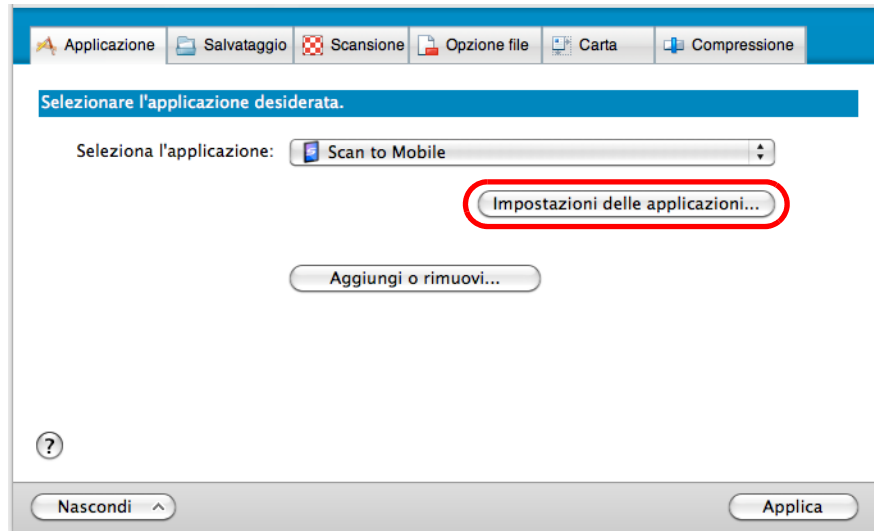 Applicazione Salvataggio Scansione Opzione file Carta Compressione
Selezionare l'applicazione desiderata.
Seleziona l'applicazione: Scan to Mobile
Impostazioni delle applicazioni...
Aggiungi o rimuovi...
?
Nascondi Applica